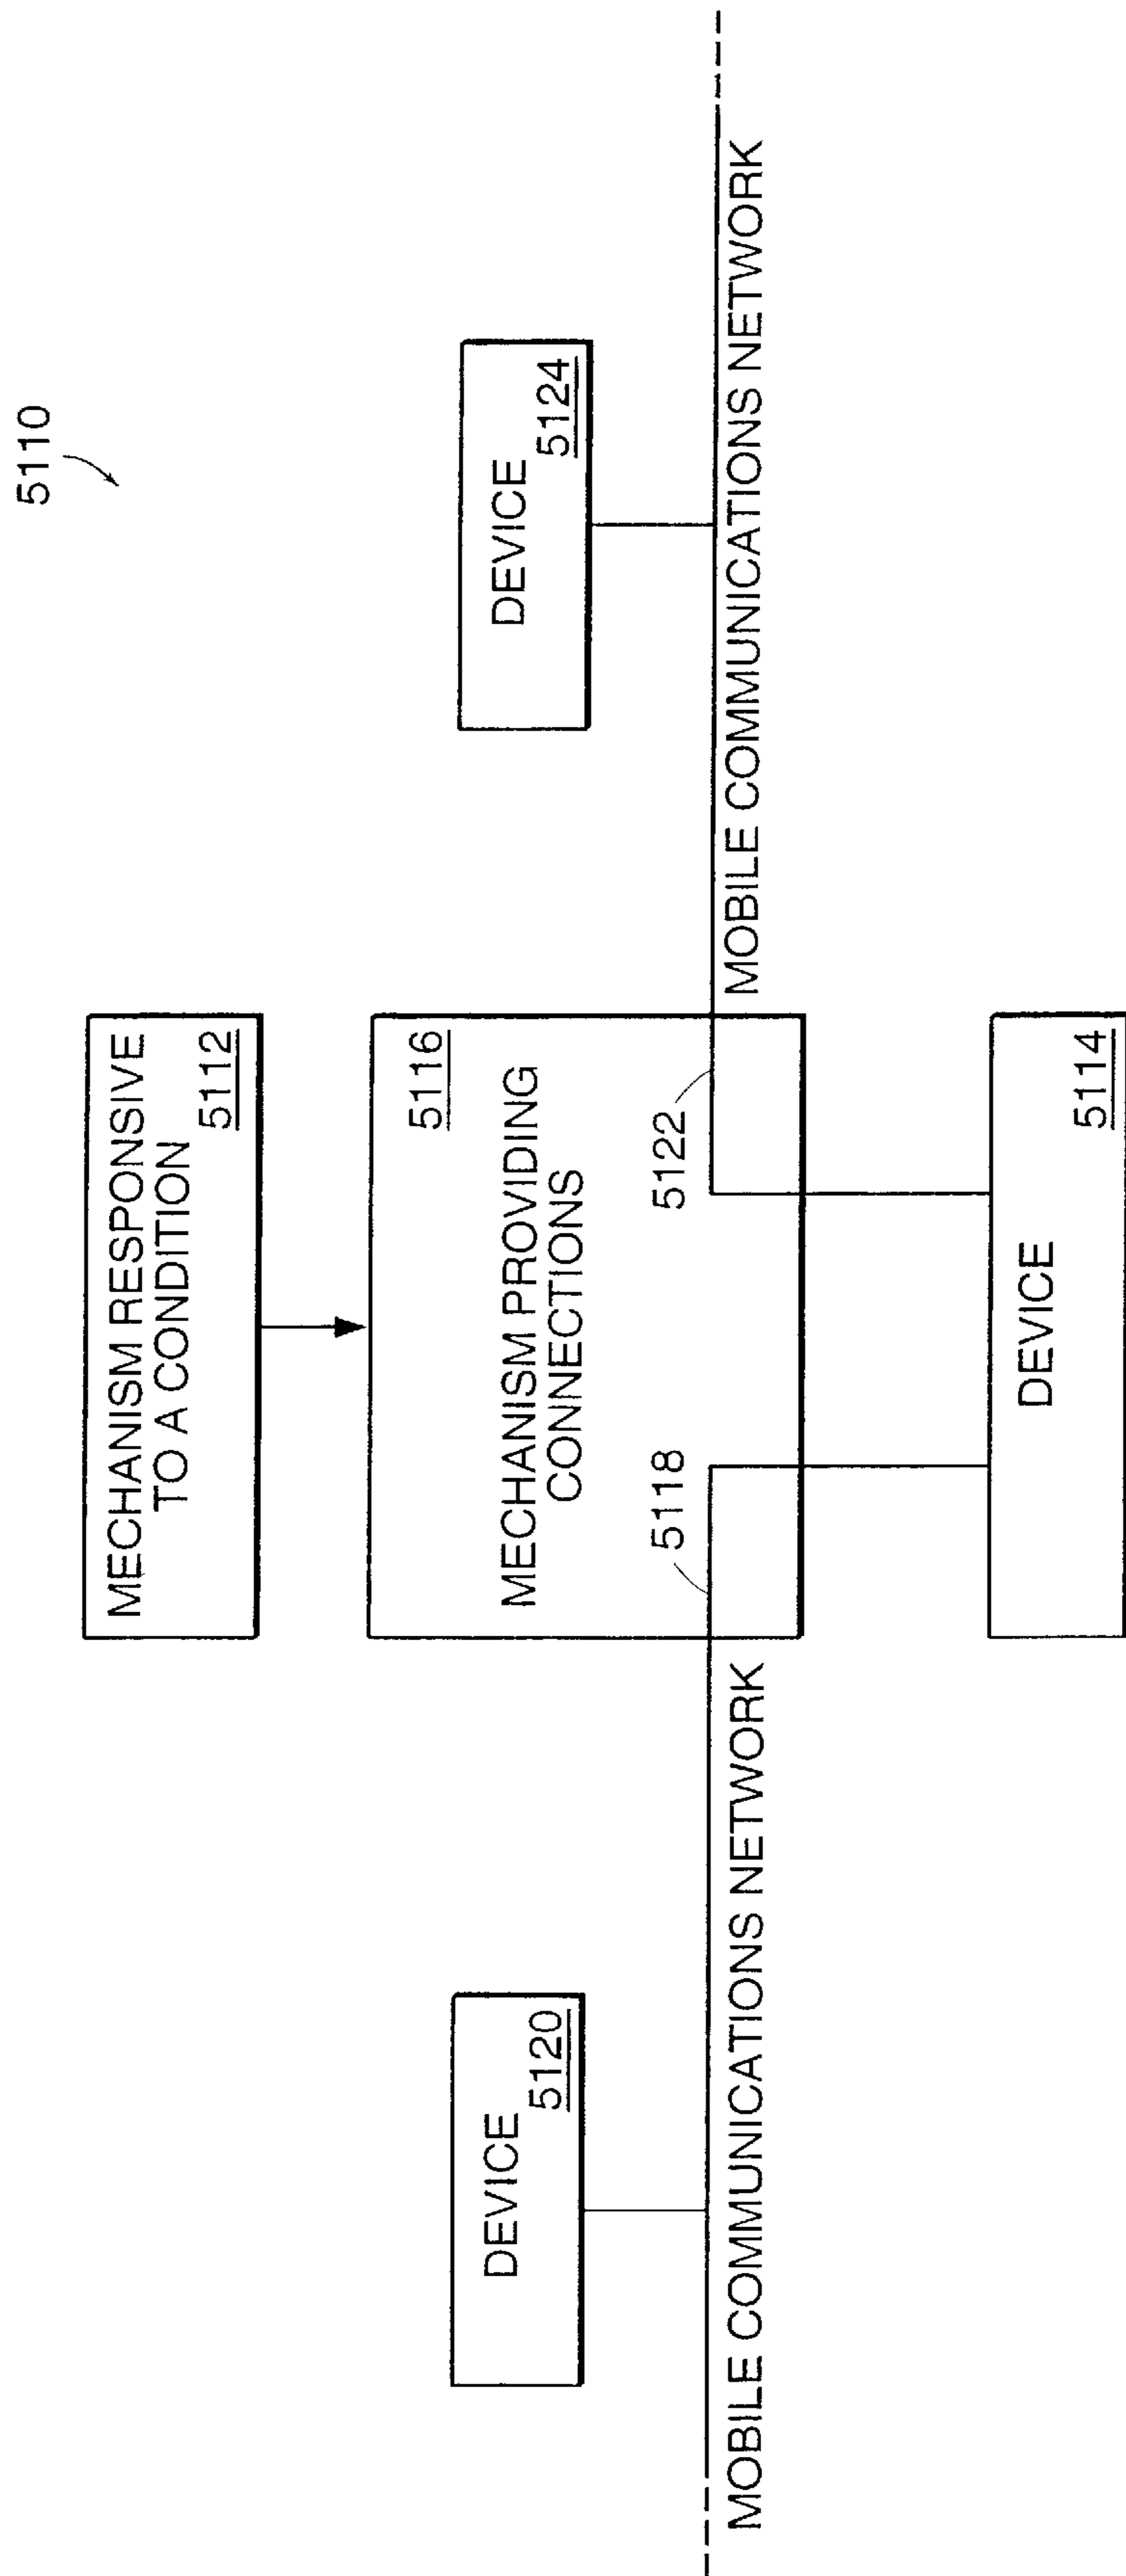 5110
MECHANISM RESPONSIVE
TO A CONDITION
5112
DEVICE
5120
MECHANISM PROVIDING
CONNECTIONS
5116
DEVICE
5124
5118
5122
MOBILE COMMUNICATIONS NETWORK
MOBILE COMMUNICATIONS NETWORK
DEVICE
5114